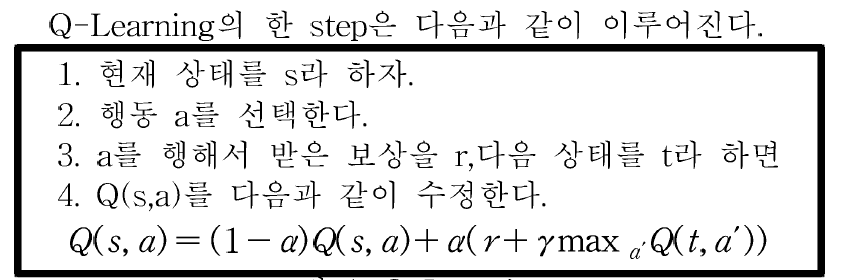 Q-Learning의 한 step은 다음과 같이 이루어진다.
1. 현재 상태를 s라 하자.
2. 행동 a를 선택한다.
3. a를 행해서 받은 보상을 r,다음 상태를 t라 하면
4. Q(s,a)를 다음과 같이 수정한다.
Q(s, a) = (1 − α)Q(s, a) + α(r + γ max a′ Q(t, a′))